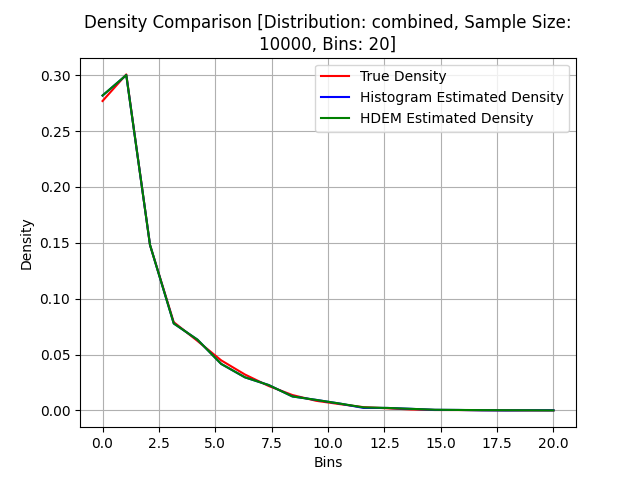 Density Comparison [Distribution: combined, Sample Size:
10000, Bins: 20]
True Density
Histogram Estimated Density
HDEM Estimated Density
Density
0.30
0.25
0.20
0.15
0.10
0.05
0.00
0.0 2.5 5.0 7.5 10.0 12.5 15.0 17.5 20.0
Bins